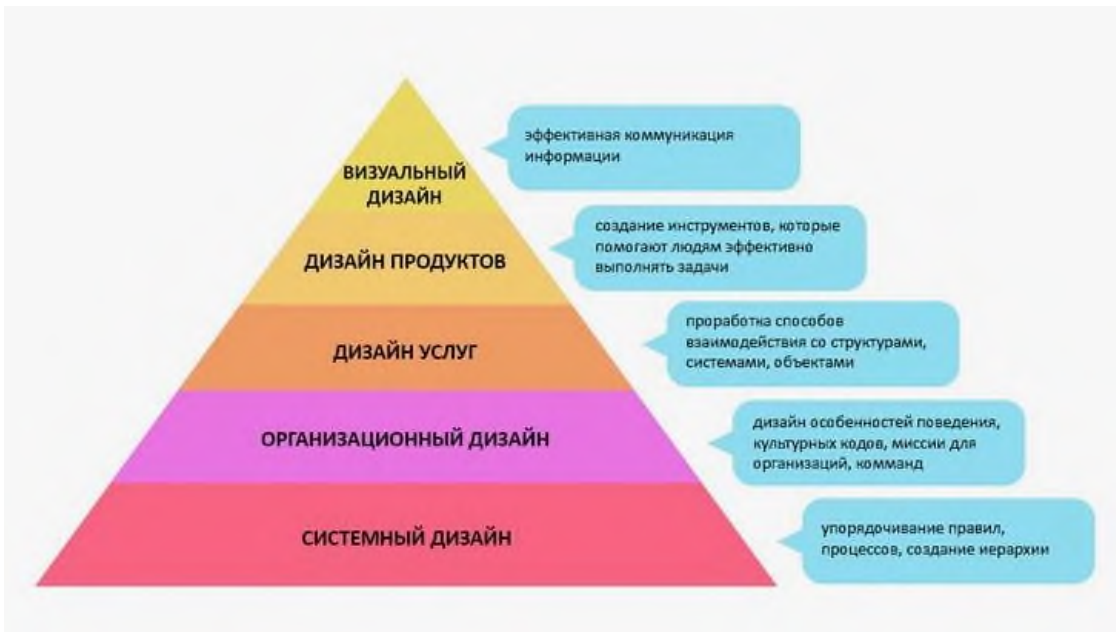 эффективная коммуникация
информации
ВИЗУАЛЬНЫЙ
ДИЗАЙН
создание инструментов, которые
помогают людям эффективно
выполнять задачи
ДИЗАЙН ПРОДУКТОВ
проработка способов
взаимодействия со структурами,
системами, объектами
ДИЗАЙН УСЛУГ
дизайн особенностей поведения,
культурных кодов, миссии для
организаций, комманд
ОРГАНИЗАЦИОННЫЙ ДИЗАЙН
упорядочивание правил,
процессов, создание иерархии
СИСТЕМНЫЙ ДИЗАЙН